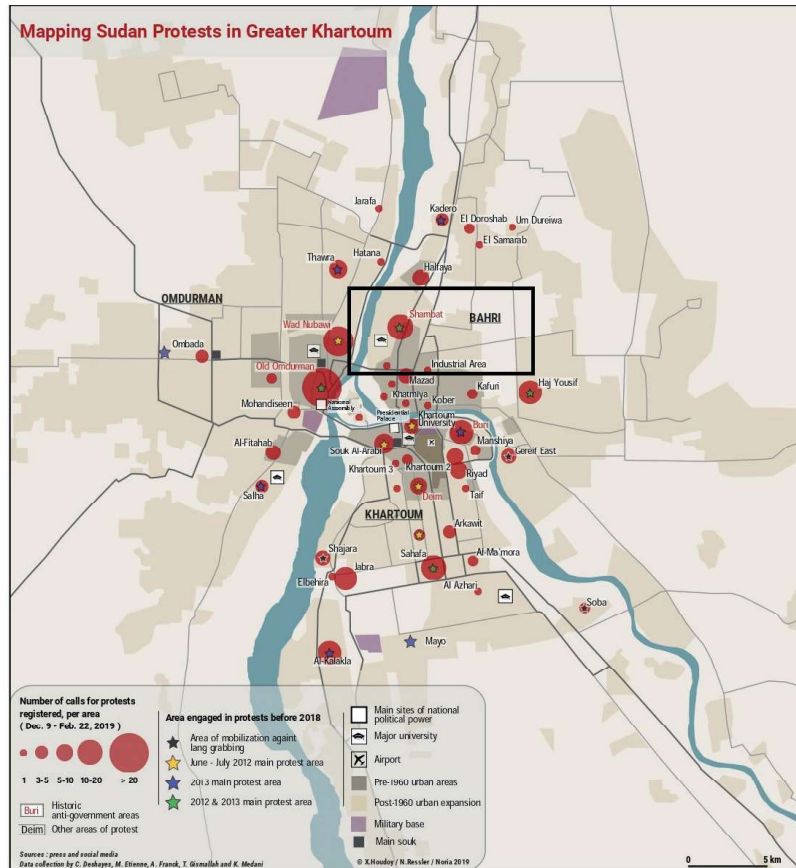 Mapping Sudan Protests in Greater Khartoum
Jarafa
Kadero
El Doroshab
Um Dureiwa
El Samarab
Hatana
Thawra
Halfaya
OMDURMAN
Shambat
BAHRI
Wad Nubawi
Ombada
Industrial Area
Old Omdurman
Mazad
Kafuri
Haj Yousif
Khatmiya
Kober
National
Assembly
Mohandiseen
Presidential
Palace
Khartoum
University
Buri
Al-Fitahab
Souk Al-Arabi
Manshiya
Gereif East
Khartoum 3
Khartoum 2
Riyad
Salha
Deim
Taif
KHARTOUM
Arkawit
Shajara
Sahafa
Al-Ma'mora
Elbehira
Jabra
Al Azhari
Soba
Mayo
Al-Kalakla
Number of calls for protests
registered, per area
( Dec. 9 - Feb. 22, 2019 )
1 3-5 5-10 10-20 > 20
Buri Historic
anti-government areas
Deim Other areas of protest
Area engaged in protests before 2018
Area of mobilization againt
lang grabbing
June - July 2012 main protest area
2013 main protest area
2012 & 2013 main protest area
Main sites of national
political power
Major university
Airport
Pre-1960 urban areas
Post-1960 urban expansion
Military base
Main souk
Sources : press and social media
Data collection by C. Deshayes, M. Etienne, A. Franck, T. Gismallah and K. Medani
© X.Houdoy / N.Ressler / Noria 2019
0 5 km